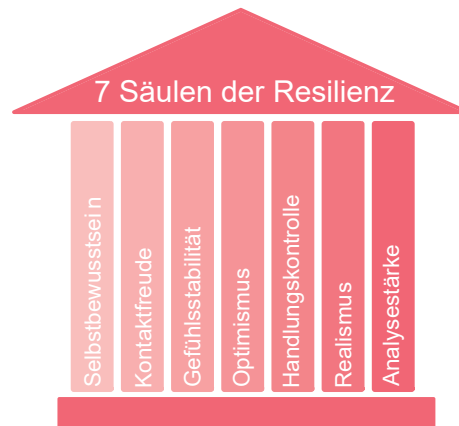 7 Säulen der Resilienz
Selbstbewusstsein
Kontaktfreude
Gefühlsstabilität
Optimismus
Handlungskontrolle
Realismus
Analysestärke